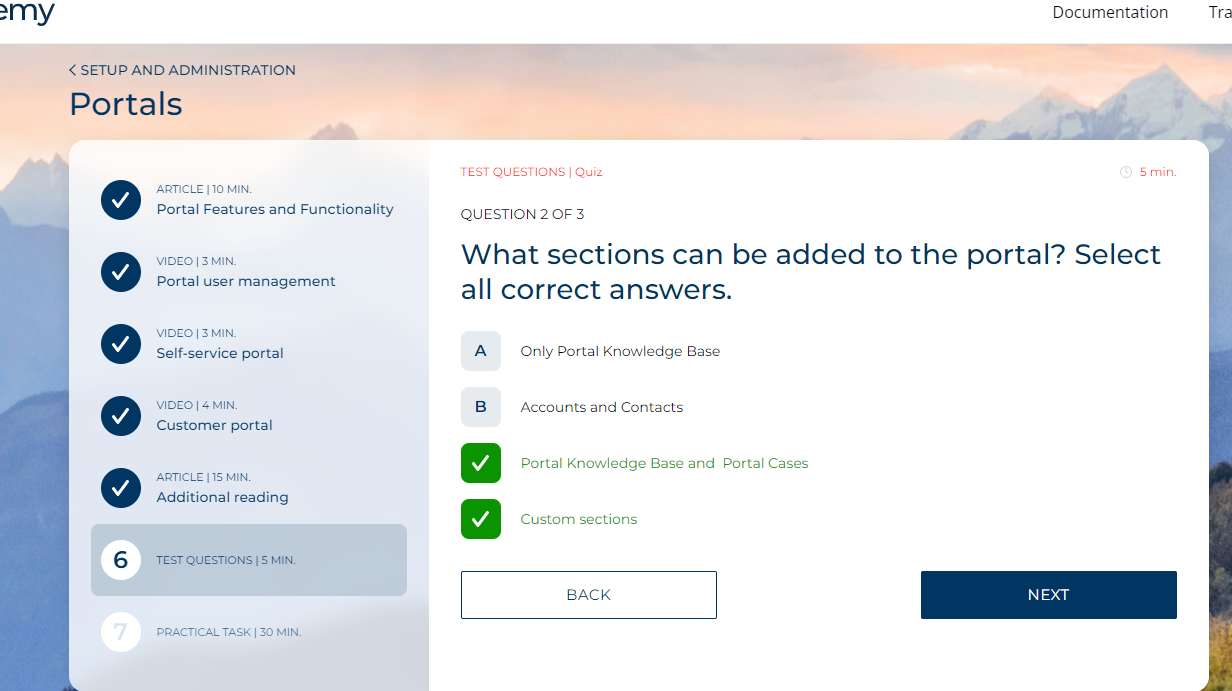 Documentation
SETUP AND ADMINISTRATION
Portals
ARTICLE | 10 MIN.
Portal Features and Functionality
VIDEO | 3 MIN.
Portal user management
VIDEO | 3 MIN.
Self-service portal
VIDEO | 4 MIN.
Customer portal
ARTICLE | 15 MIN.
Additional reading
6
TEST QUESTIONS | 5 MIN.
7
PRACTICAL TASK | 30 MIN.
TEST QUESTIONS | Quiz
5 min.
QUESTION 2 OF 3
What sections can be added to the portal? Select
all correct answers.
A Only Portal Knowledge Base
B Accounts and Contacts
Portal Knowledge Base and Portal Cases
Custom sections
BACK
NEXT